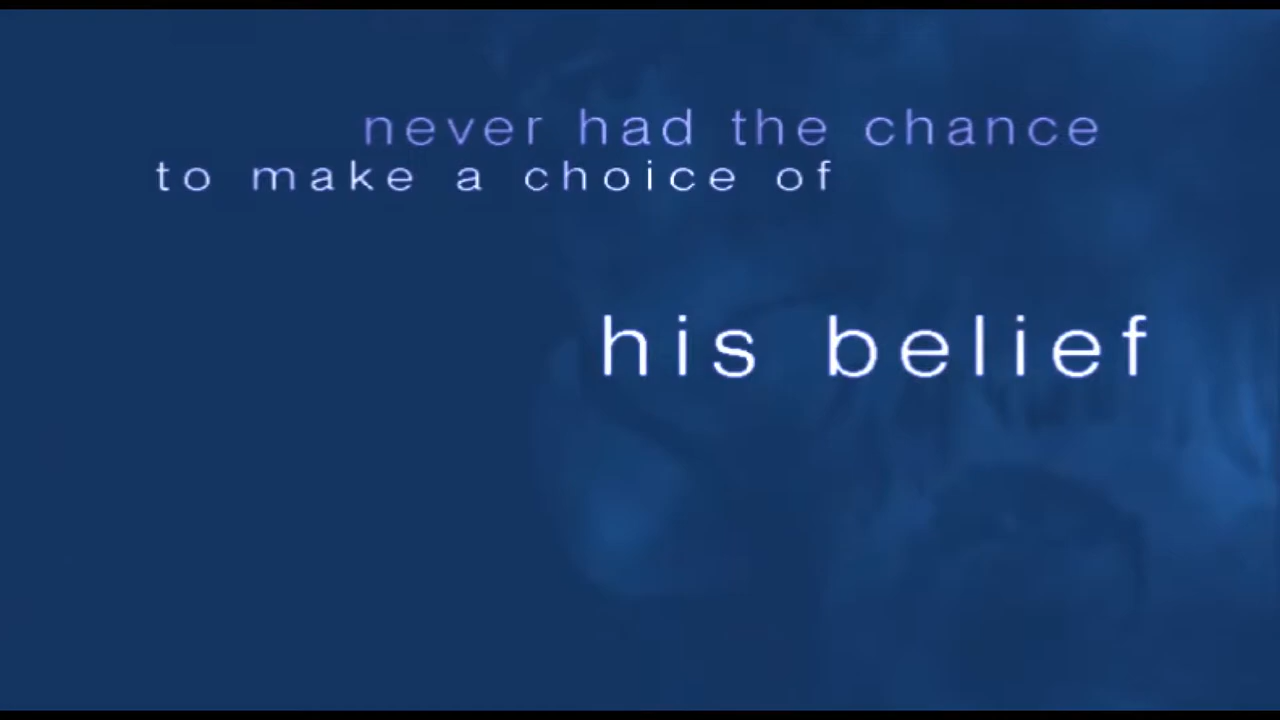 never had the chance
to make a choice of
his belief